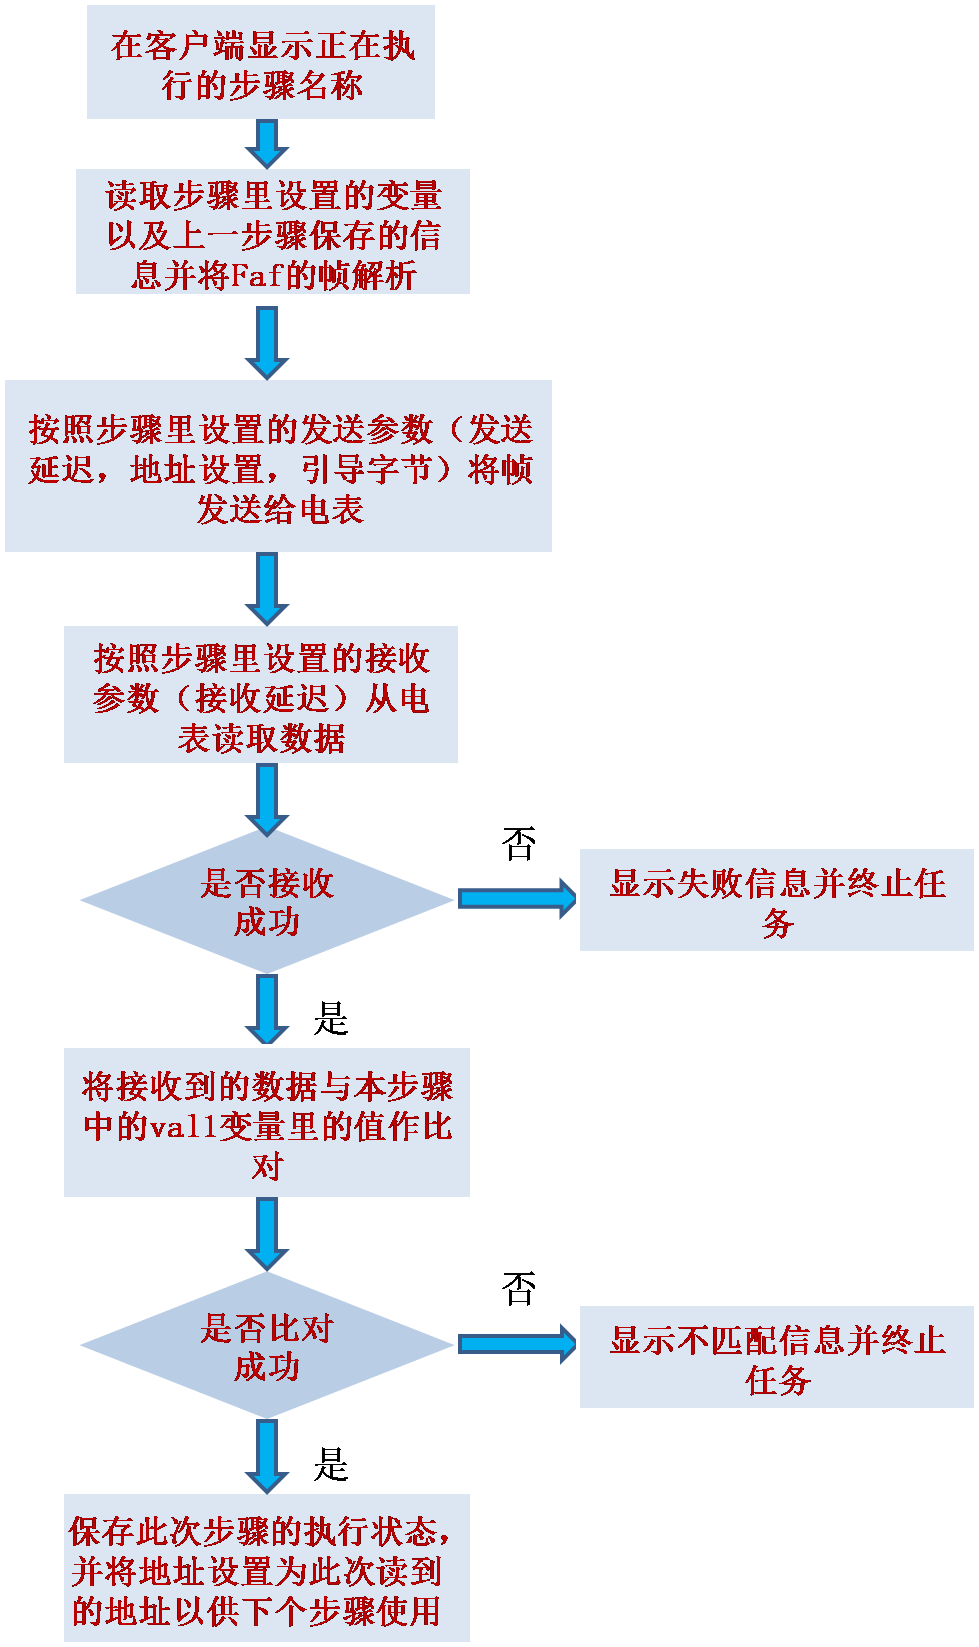 在客户端显示正在执
行的步骤名称
读取步骤里设置的变量
以及上一步骤保存的信
息并将Faf的帧解析
按照步骤里设置的发送参数（发送
延迟，地址设置，引导字节）将帧
发送给电表
按照步骤里设置的接收
参数（接收延迟）从电
表读取数据
是否接收
成功
否
显示失败信息并终止任
务
是
将接收到的数据与本步骤
中的val1变量里的值作比
对
是否比对
成功
否
显示不匹配信息并终止
任务
是
保存此次步骤的执行状态，
并将地址设置为此次读到
的地址以供下个步骤使用